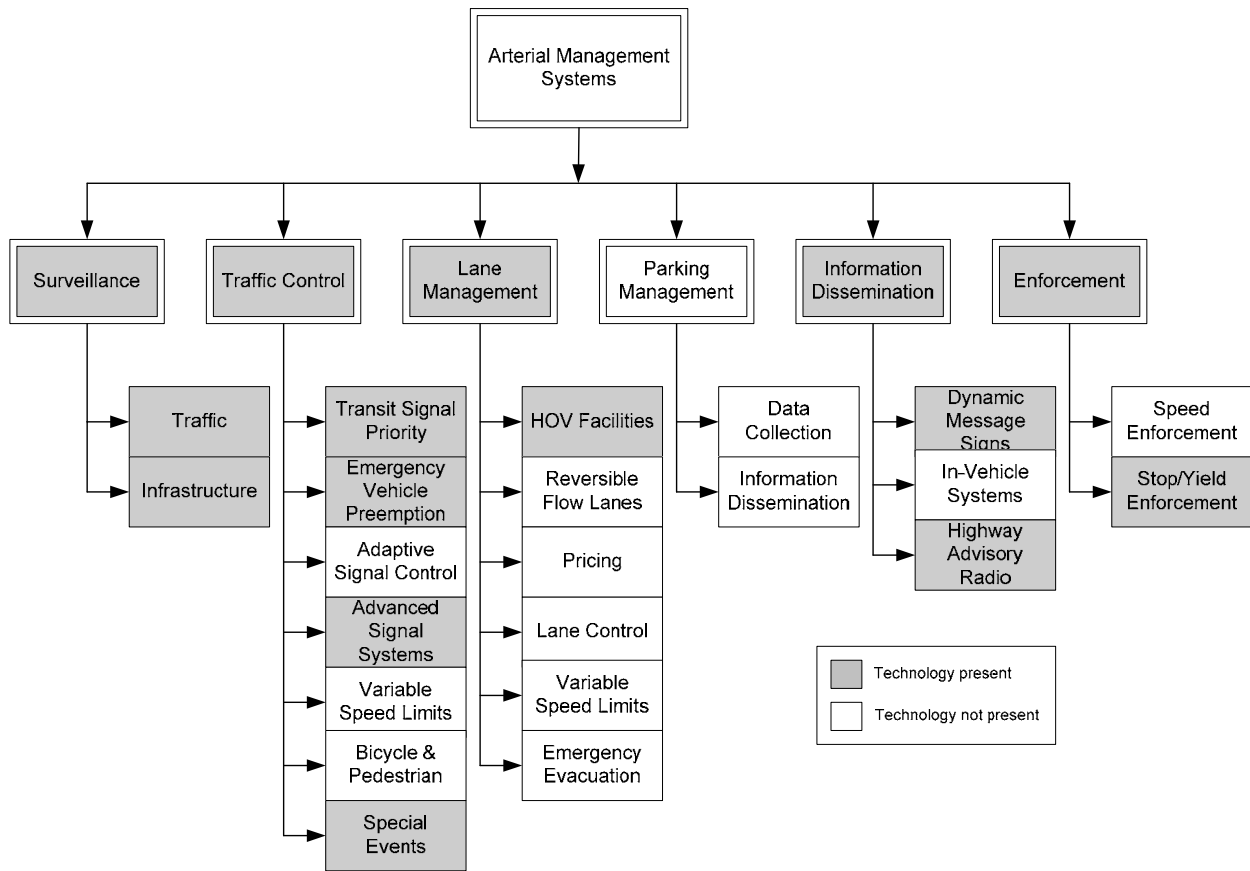 Arterial Management
Systems
Surveillance
Traffic Control
Lane
Management
Parking
Management
Information
Dissemination
Enforcement
Traffic
Infrastructure
Transit Signal
Priority
Emergency
Vehicle
Preemption
Adaptive
Signal Control
Advanced
Signal
Systems
Variable
Speed Limits
Bicycle &
Pedestrian
Special
Events
HOV Facilities
Reversible
Flow Lanes
Pricing
Lane Control
Variable
Speed Limits
Emergency
Evacuation
Data
Collection
Information
Dissemination
Dynamic
Message
Signs
In-Vehicle
Systems
Highway
Advisory
Radio
Speed
Enforcement
Stop/Yield
Enforcement
Technology present
Technology not present